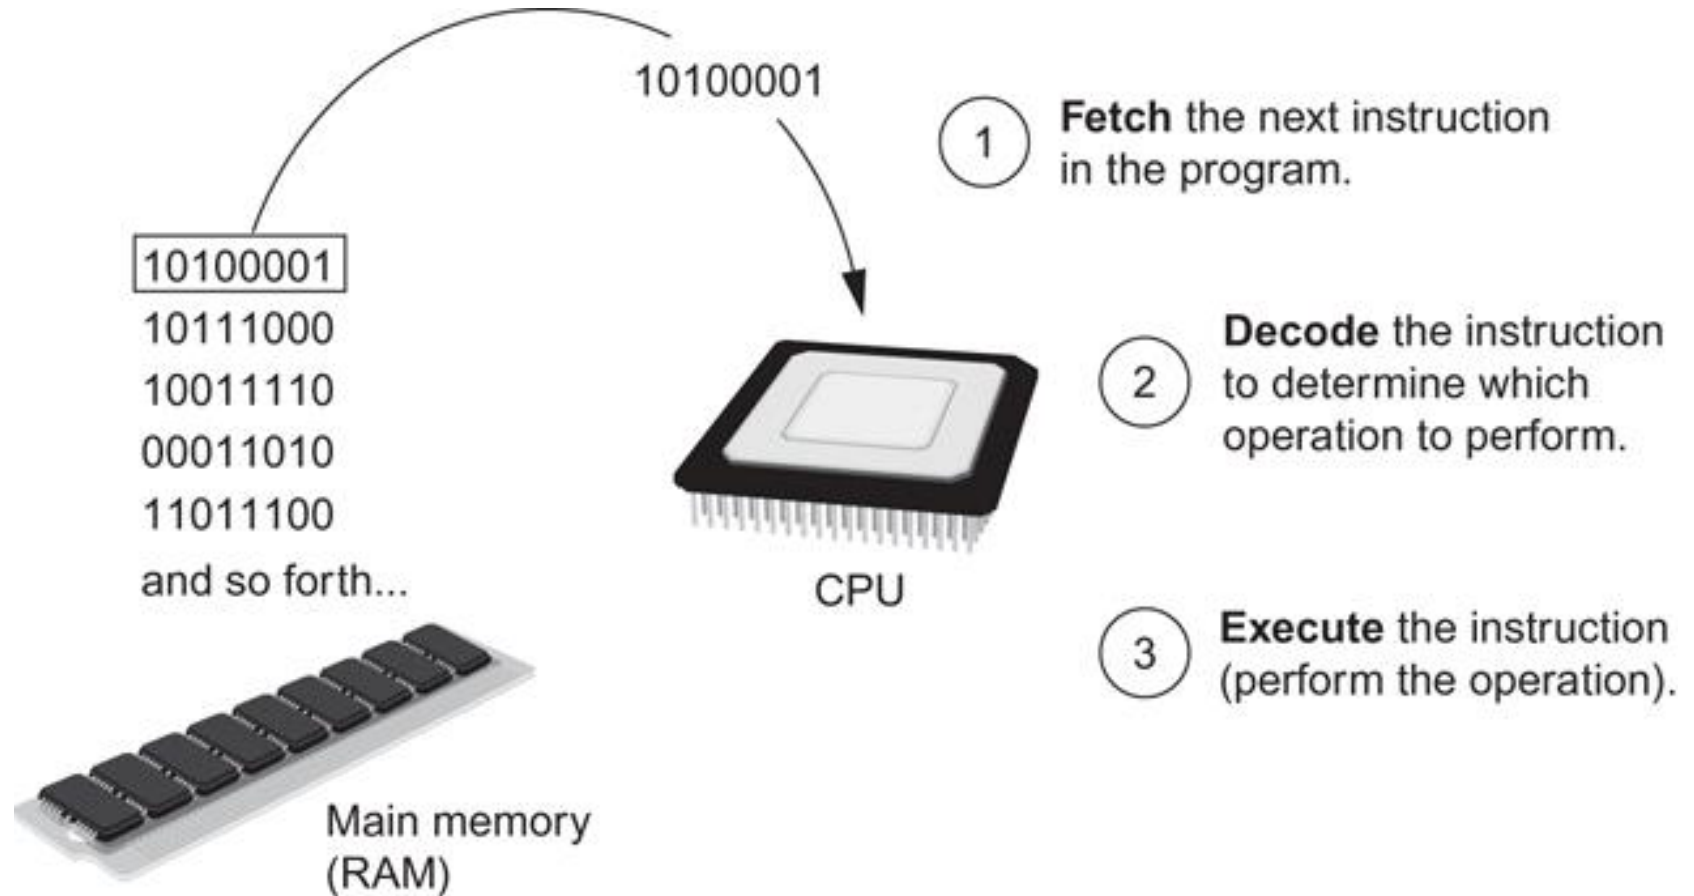 10100001
1
Fetch the next instruction
in the program.
10100001
10111000
10011110
00011010
11011100
and so forth...
Main memory
(RAM)
CPU
2
Decode the instruction
to determine which
operation to perform.
3
Execute the instruction
(perform the operation).